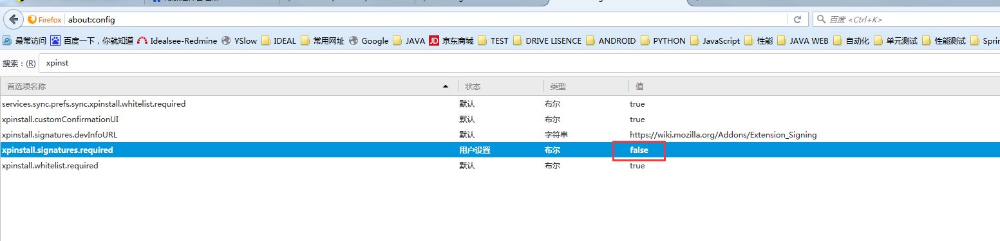 Firefox about:config 百度 <Ctrl+K>
最常访问 百度一下，你就知道 Idealsee-Redmine YSlow IDEAL 常用网址 Google JAVA JD 京东商城 TEST DRIVE LISENCE ANDROID PYTHON JavaScript 性能 JAVA WEB 自动化 单元测试 性能测试 Sprin
搜索：(R) xpinst
首选项名称 状态 类型 值
services.sync.prefs.sync.xpinstall.whitelist.required 默认 布尔 true
xpinstall.customConfirmationUI 默认 布尔 true
xpinstall.signatures.devInfoURL 默认 字符串 https://wiki.mozilla.org/Addons/Extension_Signing
xpinstall.signatures.required 用户设置 布尔 false
xpinstall.whitelist.required 默认 布尔 true